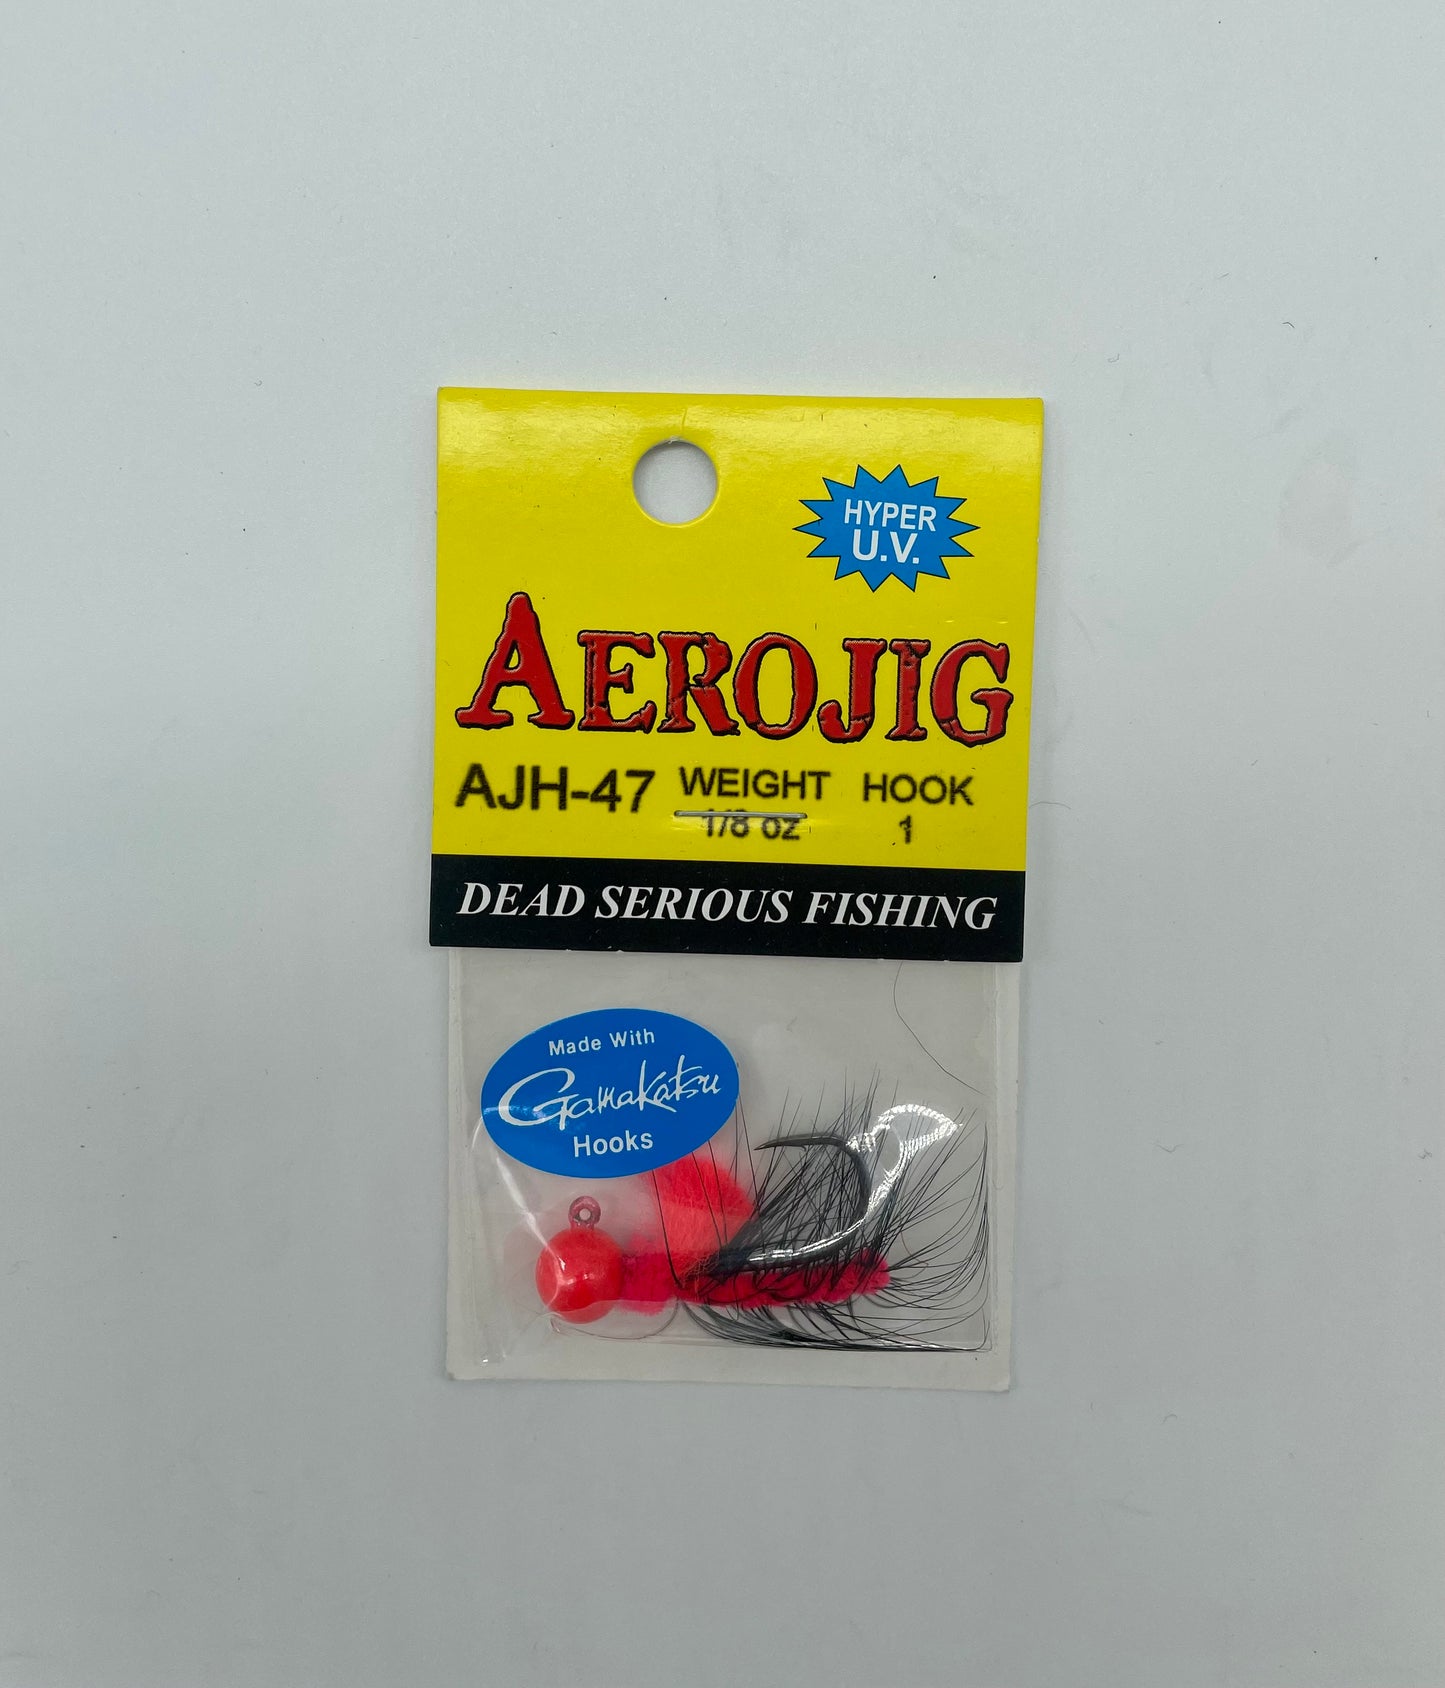 HYPER
U.V.
AEROJIG
AJH-47 WEIGHT HOOK
1/8 oz 1
DEAD SERIOUS FISHING
Made With
Gamakatsu
Hooks